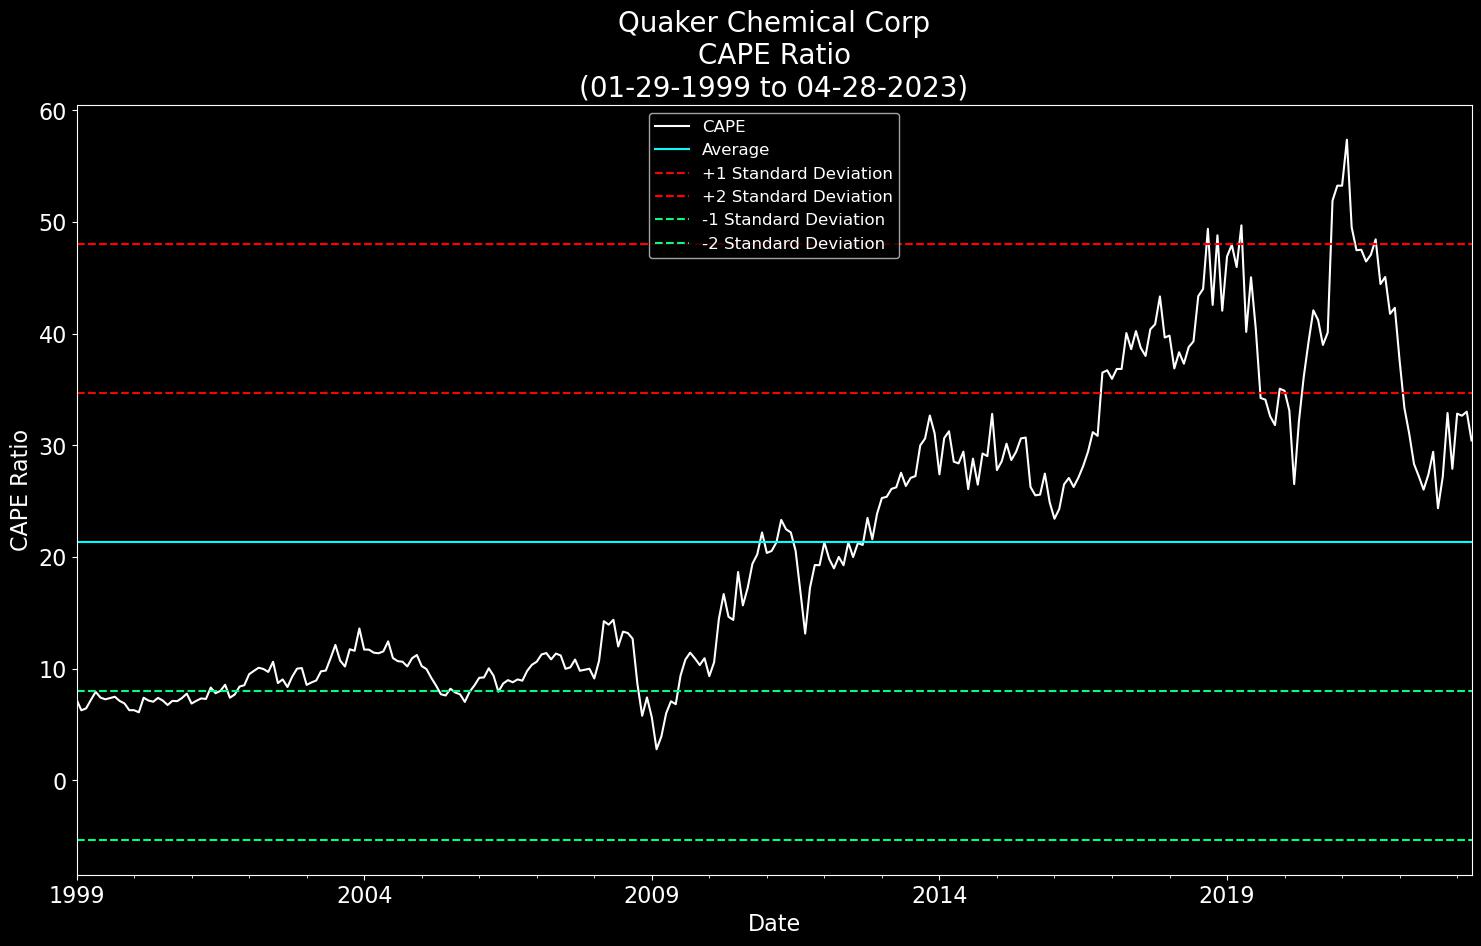 Quaker Chemical Corp
CAPE Ratio
(01-29-1999 to 04-28-2023)
CAPE
Average
+1 Standard Deviation
+2 Standard Deviation
-1 Standard Deviation
-2 Standard Deviation
60
50
40
30
20
10
0
CAPE Ratio
1999
2004
2009
2014
2019
Date